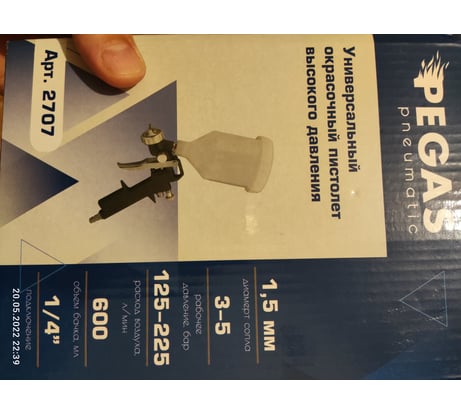 PEGAS
pneumatic
Универсальный
окрасочный пистолет
высокого давления
Арт. 2707
1,5 мм
диаметр сопла
3-5
рабочее
давление, бар
125-225
расход воздуха,
л/мин
600
объем бачка, мл
1/4"
подключение
20.05.2022 22:39